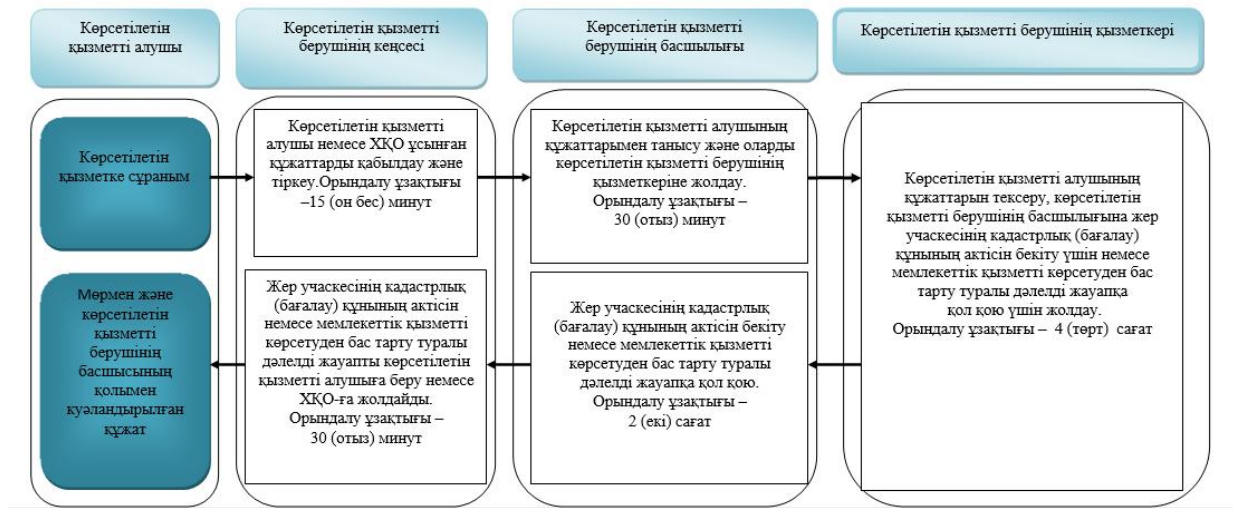 Көрсетілетін
қызметті алушы
Көрсетілетін қызметті
берушінің кеңсесі
Көрсетілетін қызметті
берушінің басшылығы
Көрсетілетін қызметті берушінің қызметкері
Көрсетілетін
қызметке сұраным
Көрсетілетін қызметті
алушы немесе ХҚО ұсынған
құжаттарды қабылдау және
тіркеу.Орындалу ұзақтығы
–15 (он бес) минут
Көрсетілетін қызметті алушының
құжаттарымен танысу және оларды
көрсетілетін қызметті берушінің
қызметкеріне жолдау.
Орындалу ұзақтығы –
30 (отыз) минут
Көрсетілетін қызметті алушының
құжаттарын тексеру, көрсетілетін
қызметті берушінің басшылығына жер
учаскесінің кадастрлық (бағалау)
құнының актісін бекіту үшін немесе
мемлекеттік қызметті көрсетуден бас
тарту туралы дәлелді жауапқа
қол қою үшін жолдау.
Орындалу ұзақтығы – 4 (төрт) сағат
Жер учаскесінің кадастрлық
(бағалау) құнының актісін бекіту
немесе мемлекеттік қызметті
көрсетуден бас тарту туралы
дәлелді жауапқа қол қою.
Орындалу ұзақтығы –
2 (екі) сағат
Жер учаскесінің кадастрлық
(бағалау) құнының актісін
немесе мемлекеттік қызметті
көрсетуден бас тарту туралы
дәлелді жауапты көрсетілетін
қызметті алушыға беру немесе
ХҚО-ға жолдайды.
Орындалу ұзақтығы –
30 (отыз) минут
Мөрмен және
көрсетілетін
қызметті
берушінің
басшысының
қолымен
куәландырылған
құжат